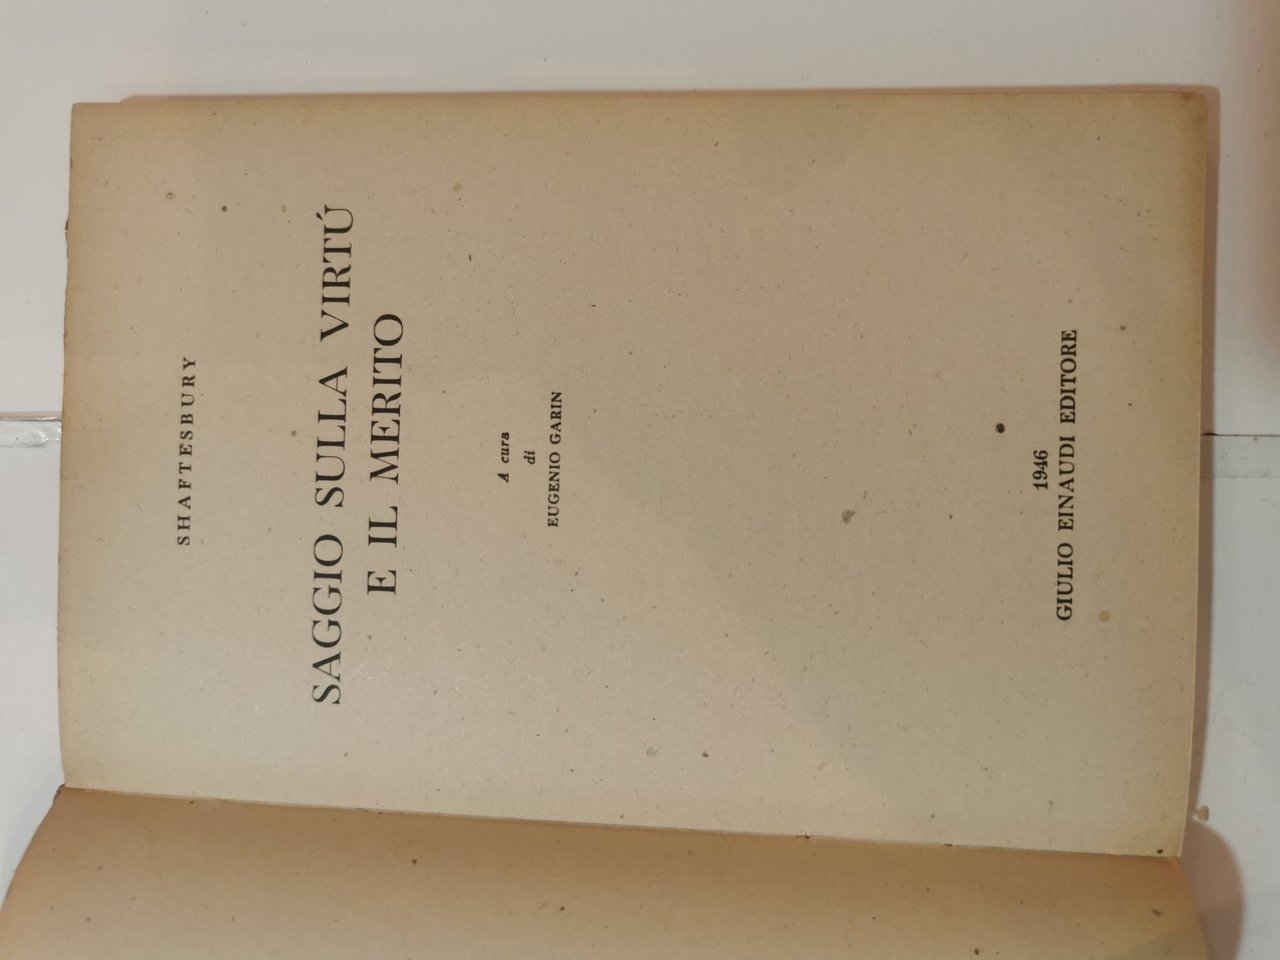 SHAFTESBURY
SAGGIO SULLA VIRTÚ
E IL MERITO
A cura
di
EUGENIO GARIN
1946
GIULIO EINAUDI EDITORE